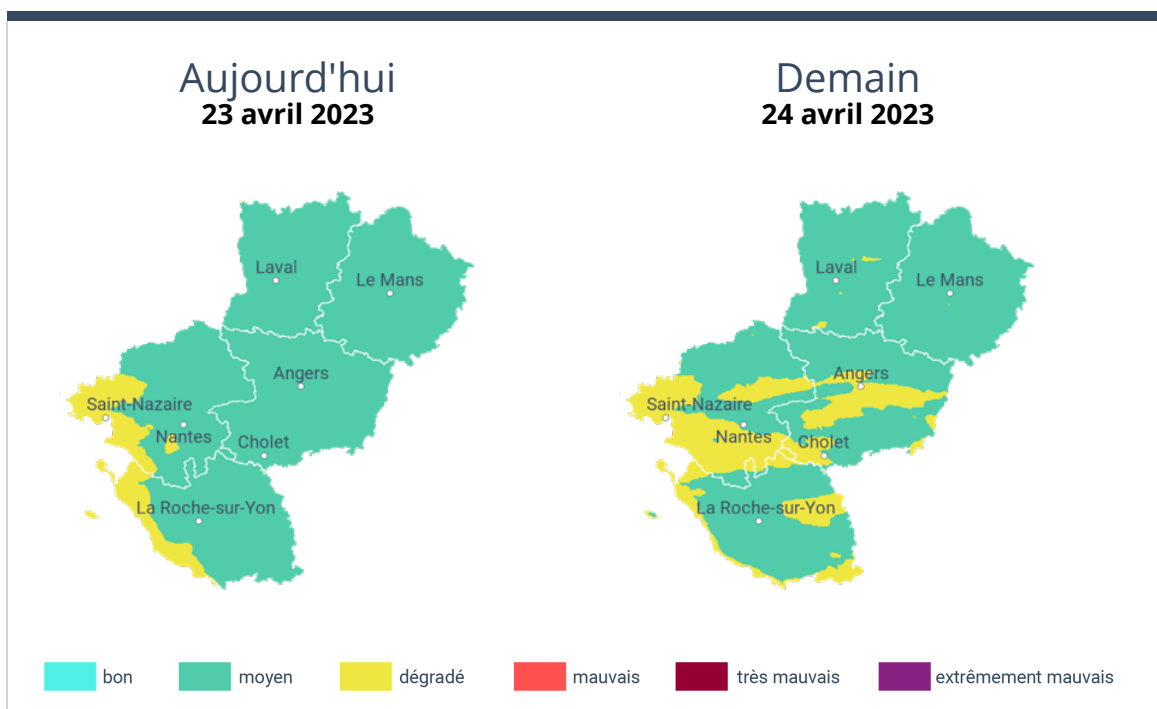 Aujourd'hui
23 avril 2023
Laval
Le Mans
Angers
Saint-Nazaire
Nantes
Cholet
La Roche-sur-Yon
Demain
24 avril 2023
Laval
Le Mans
Angers
Saint-Nazaire
Nantes
Cholet
La Roche-sur-Yon
bon moyen dégradé mauvais très mauvais extrêmement mauvais